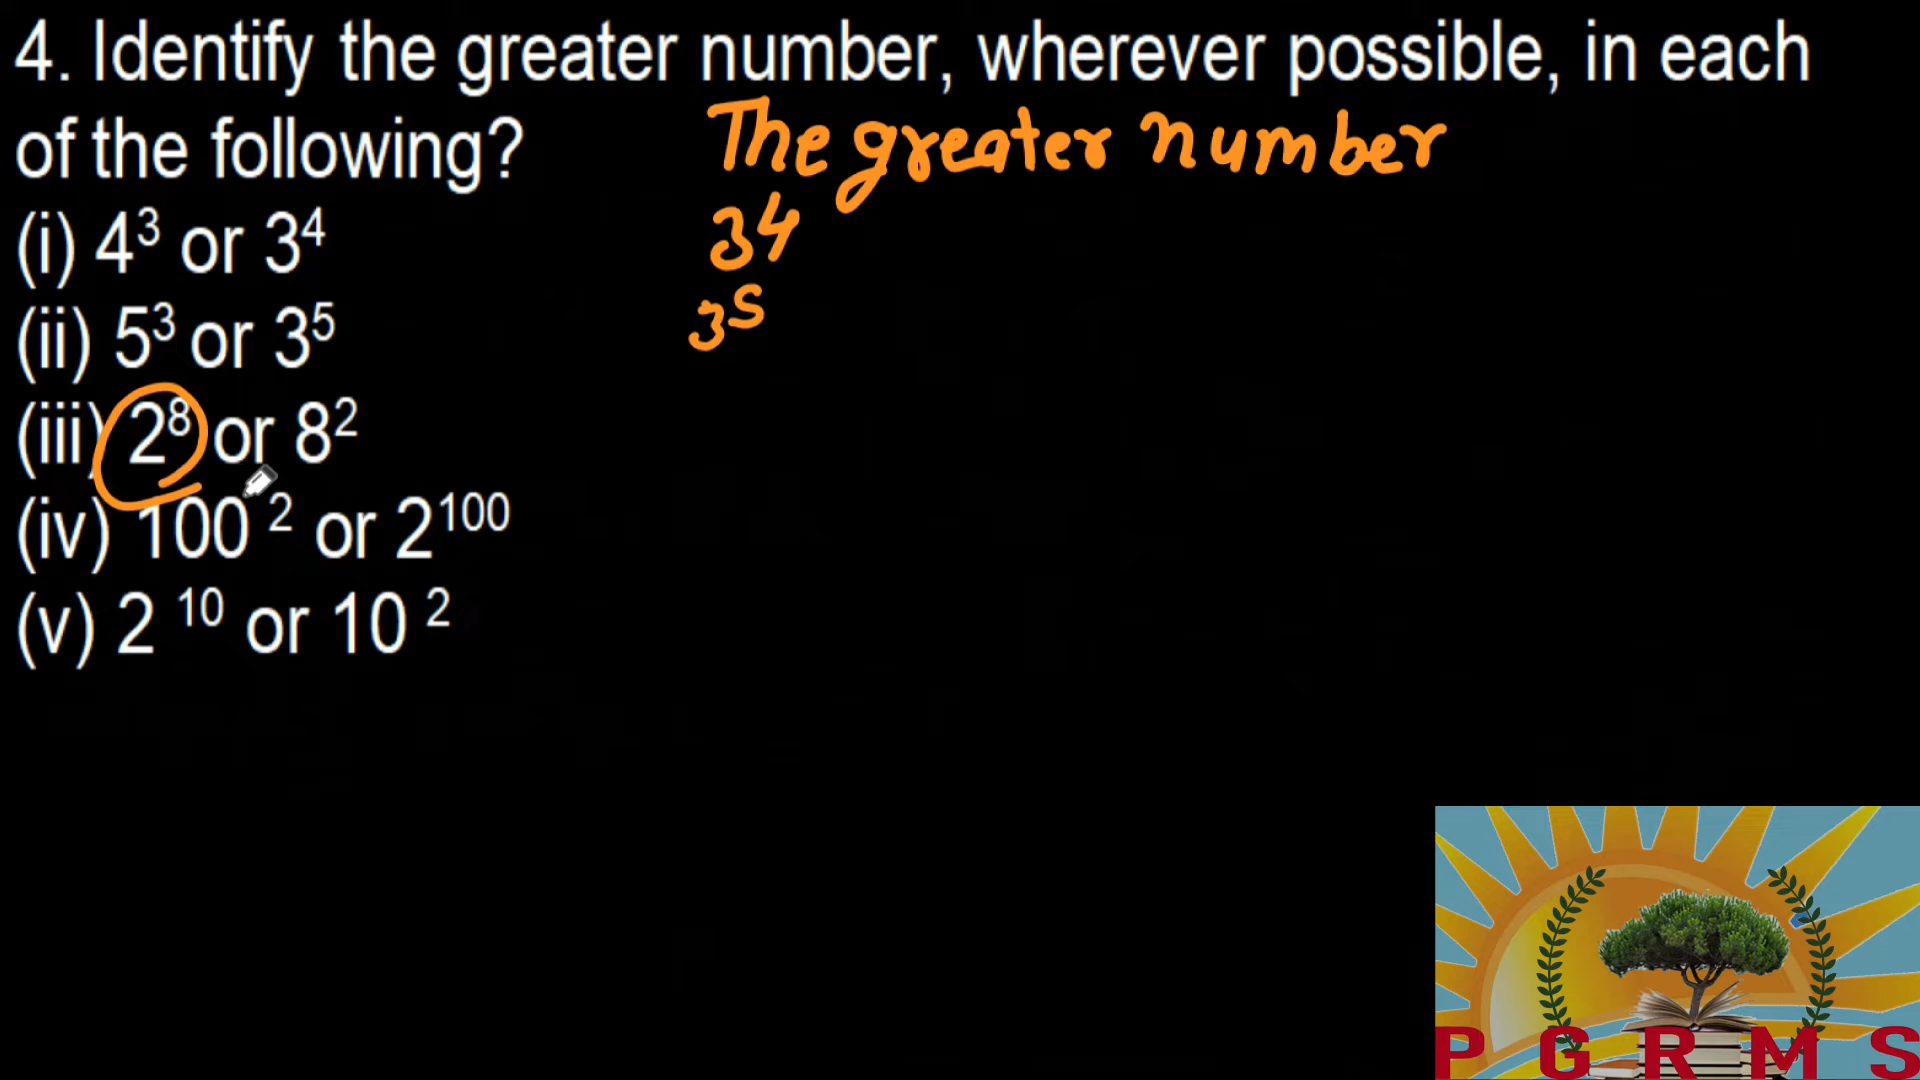 4. Identify the greater number, wherever possible, in each
of the following?
The greater number
(i) 4³ or 3⁴
3⁴
(ii) 5³ or 3⁵
3⁵
(iii) 2⁸ or 8²
(iv) 100 ² or 2¹⁰⁰
(v) 2 ¹⁰ or 10 ²
P G R M S